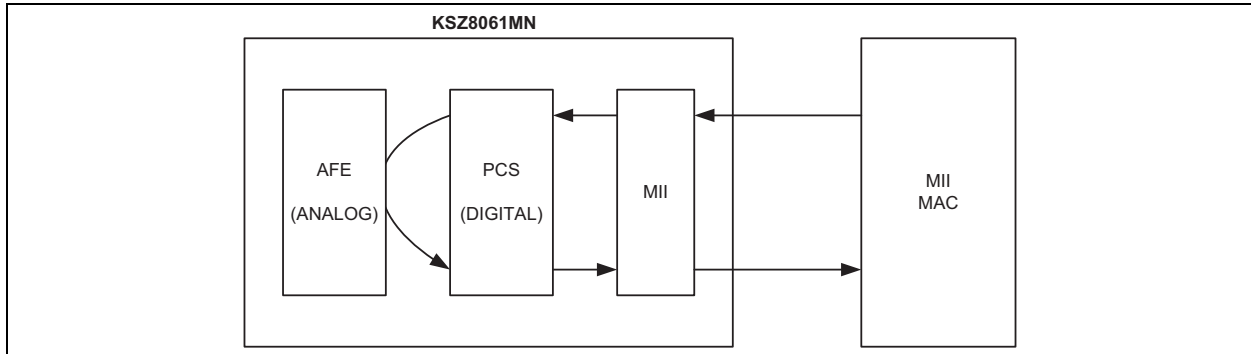 KSZ8061MN
AFE
(ANALOG)
PCS
(DIGITAL)
MII
MII
MAC